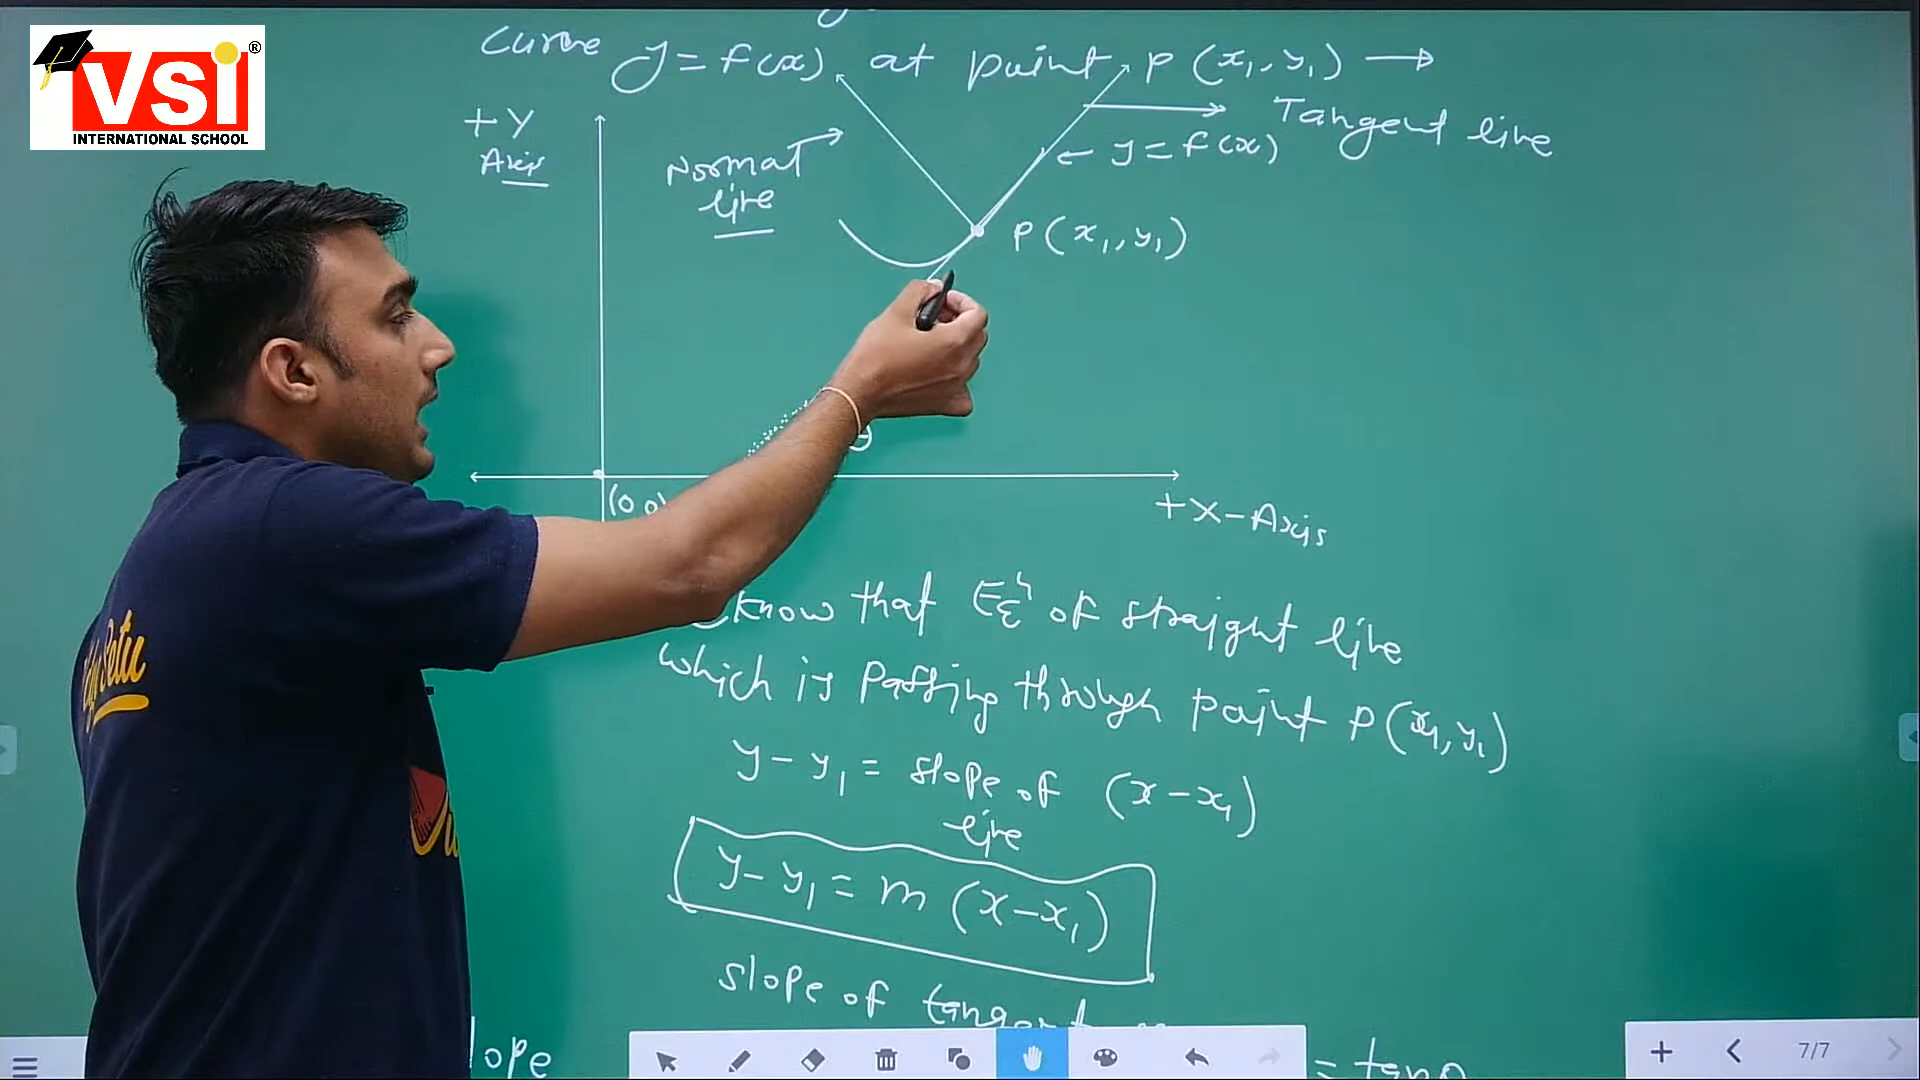 VSI®
INTERNATIONAL SCHOOL
Curve y = f(x) at point P (x₁, y₁) →
+Y
Axis
Normal
line
Tangent line
← y = f(x)
P (x₁, y₁)
θ
(0,0)
+X-Axis
know that Eqⁿ of straight line
which is passing through point P(x₁, y₁)
y - y₁ = slope of (x - x₁)
line
y - y₁ = m (x - x₁)
slope of tangent
lope
= tanθ
Setu
7/7